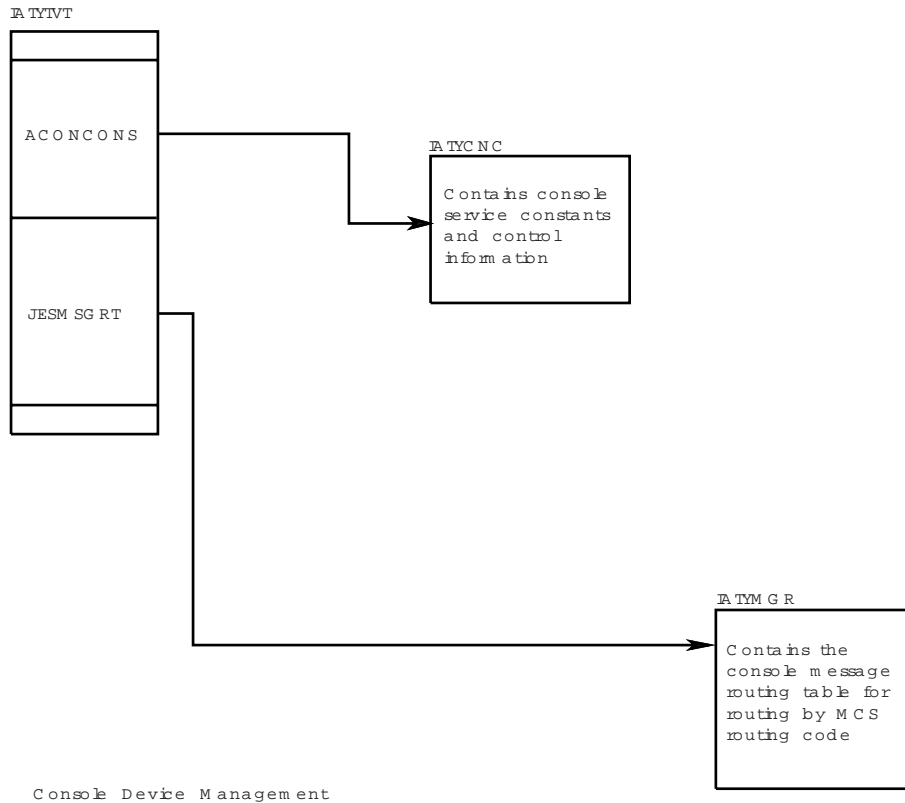 IATYTVT
ACONCONS
IATYCNC
Contains console
service constants
and control
information
JESMSGRT
IATYMGR
Contains the
console message
routing table for
routing by MCS
routing code
Console Device Management